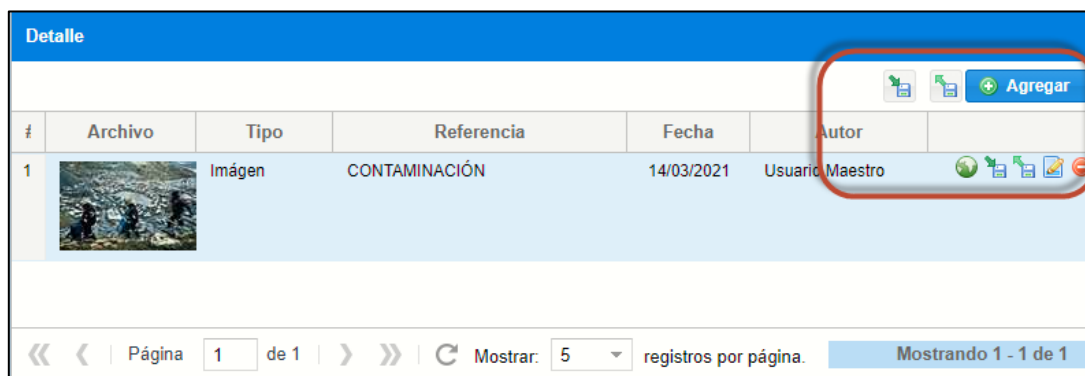 Detalle
Agregar
# Archivo Tipo Referencia Fecha Autor
1 Imágen CONTAMINACIÓN 14/03/2021 Usuario Maestro
Página 1 de 1 Mostrar: 5 registros por página. Mostrando 1 - 1 de 1